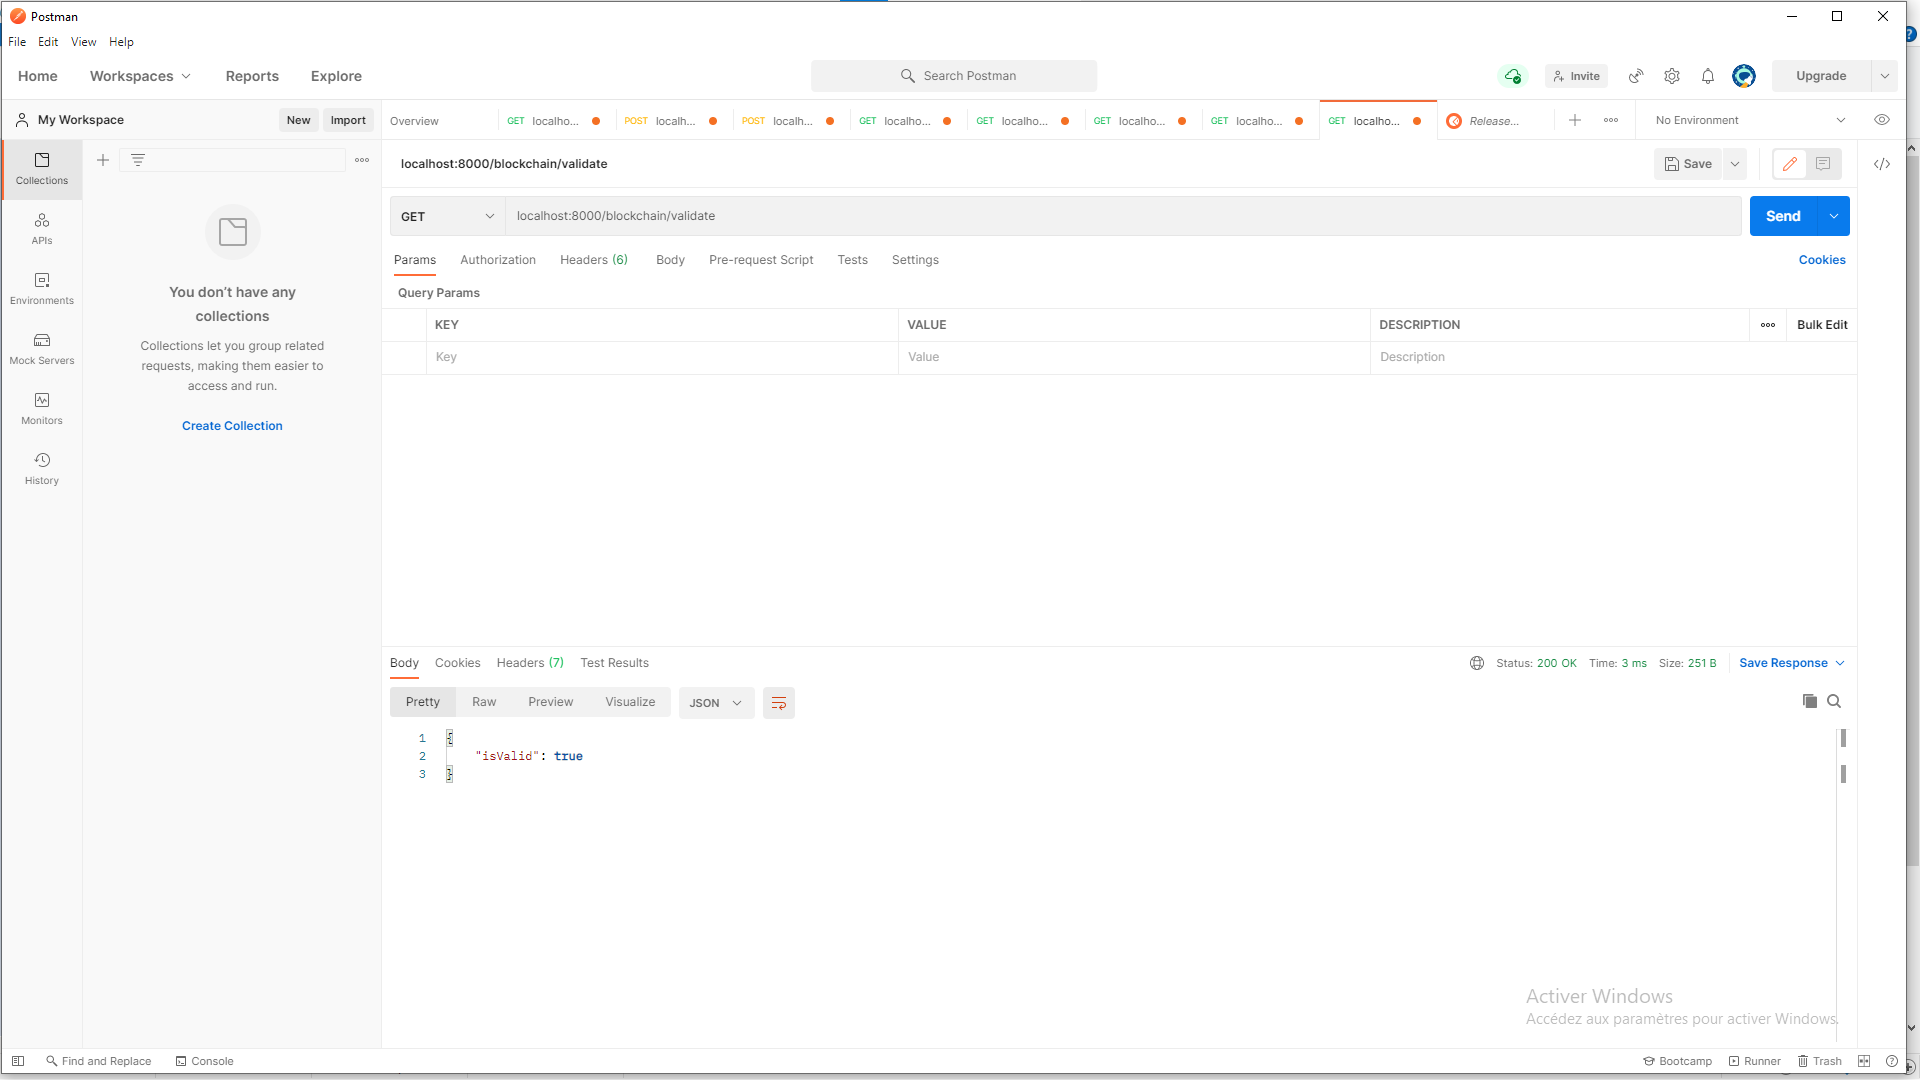 Postman
File Edit View Help
Home Workspaces Reports Explore Search Postman Invite Upgrade
My Workspace New Import
Overview GET localho... POST localh... POST localh... GET localho... GET localho... GET localho... GET localho... GET localho... Release... No Environment
localhost:8000/blockchain/validate Save
GET localhost:8000/blockchain/validate Send
Params Authorization Headers (6) Body Pre-request Script Tests Settings Cookies
Query Params
KEY VALUE DESCRIPTION Bulk Edit
Key Value Description
Collections
APIs
Environments
Mock Servers
Monitors
History
You don't have any
collections
Collections let you group related
requests, making them easier to
access and run.
Create Collection
Body Cookies Headers (7) Test Results Status: 200 OK Time: 3 ms Size: 251 B Save Response
Pretty Raw Preview Visualize JSON
1 {
2 "isValid": true
3 }
Activer Windows
Accédez aux paramètres pour activer Windows.
Find and Replace Console Bootcamp Runner Trash